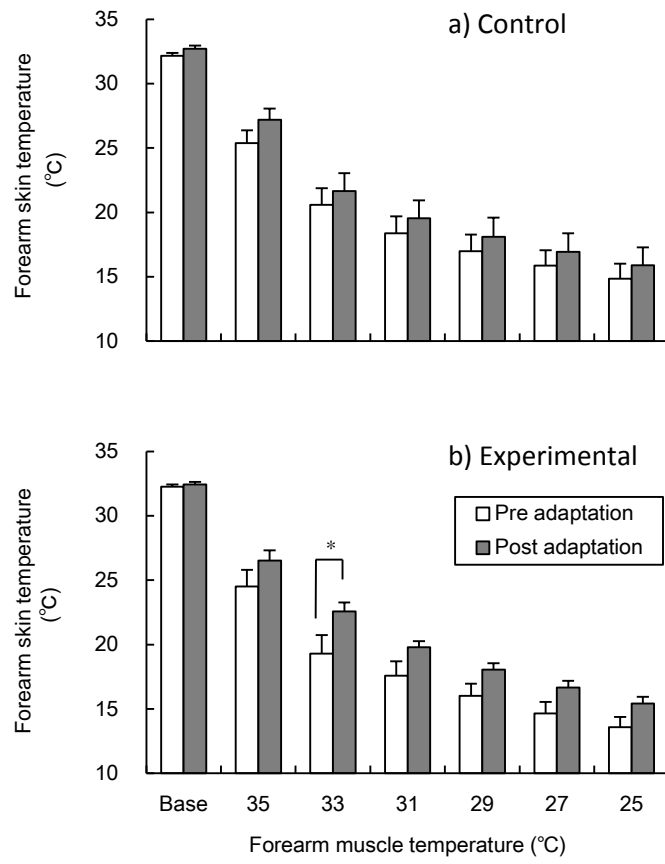 a) Control
Forearm skin temperature
(℃)
35
30
25
20
15
10
b) Experimental
Pre adaptation
Post adaptation
*
Forearm skin temperature
(℃)
35
30
25
20
15
10
Base 35 33 31 29 27 25
Forearm muscle temperature (℃)